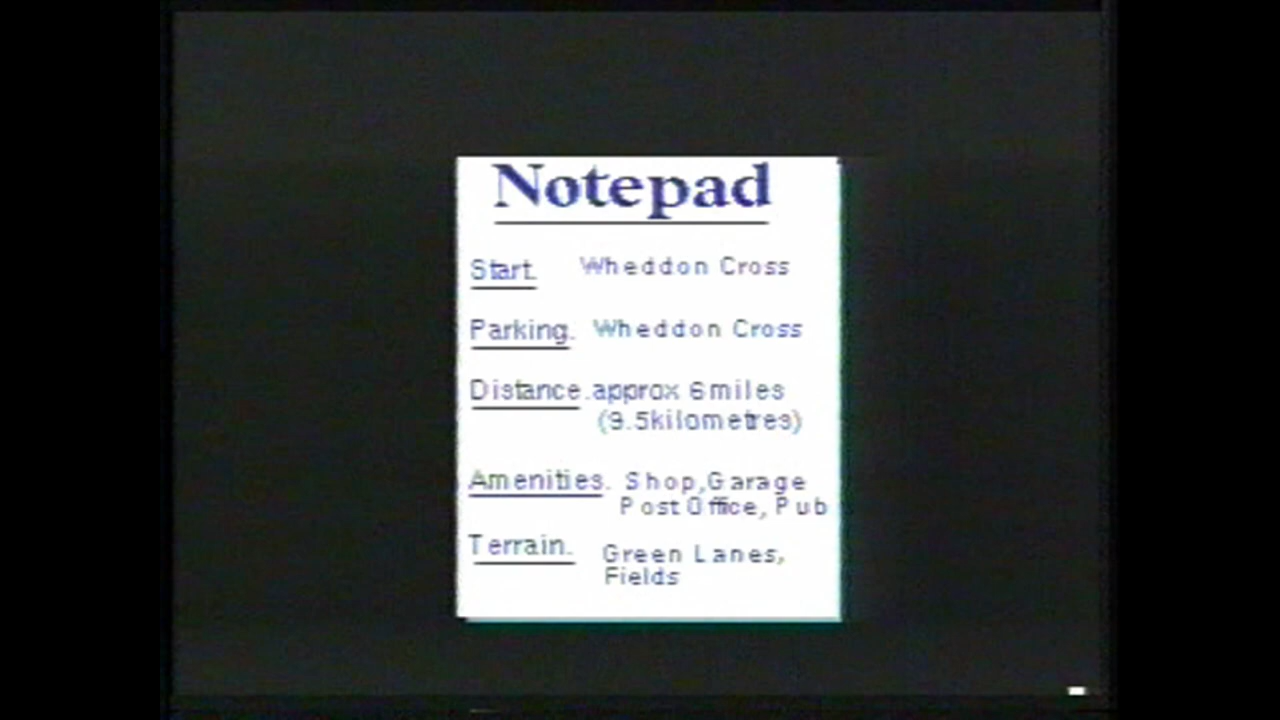 Notepad
Start. Wheddon Cross
Parking. Wheddon Cross
Distance. approx 6miles
(9.5kilometres)
Amenities. Shop,Garage
Post Office, Pub
Terrain. Green Lanes,
Fields